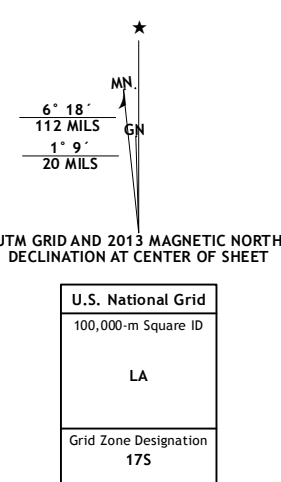 MN.
6° 18´
112 MILS
GN
1° 9´
20 MILS
UTM GRID AND 2013 MAGNETIC NORTH
DECLINATION AT CENTER OF SHEET
U.S. National Grid
100,000-m Square ID
LA
Grid Zone Designation
17S